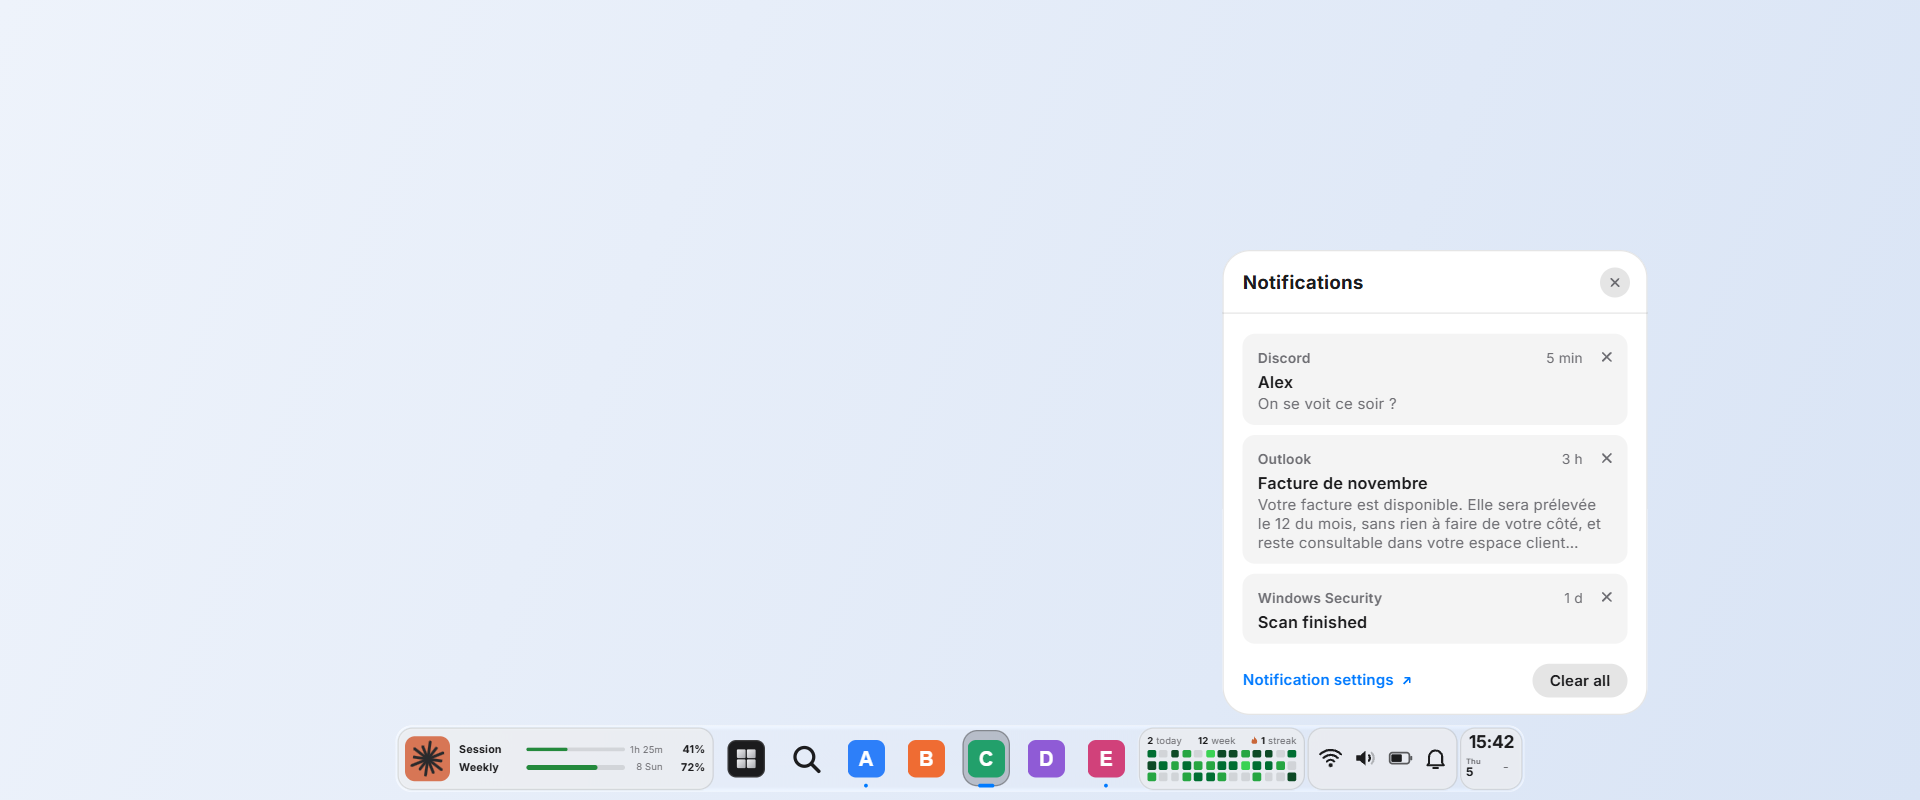 Notifications
Discord 5 min
Alex
On se voit ce soir ?
Outlook 3 h
Facture de novembre
Votre facture est disponible. Elle sera prélevée
le 12 du mois, sans rien à faire de votre côté, et
reste consultable dans votre espace client...
Windows Security 1 d
Scan finished
Notification settings
Clear all
Session 1h 25m 41%
Weekly 8 Sun 72%
A
B
C
D
E
2 today 12 week 1 streak
15:42
Thu
5 –